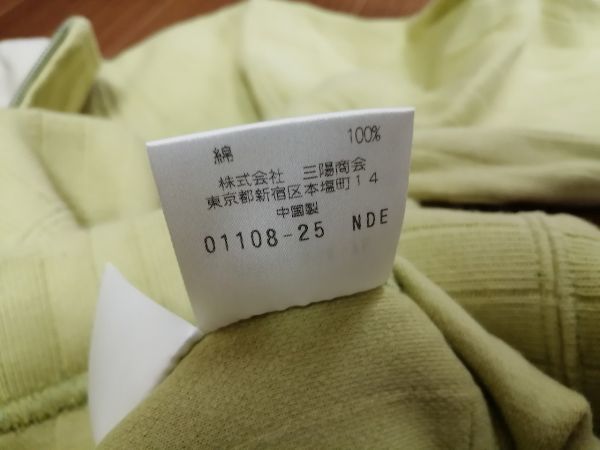 綿 100%
株式会社 三陽商会
東京都新宿区本塩町14
中国製
01108-25 NDE